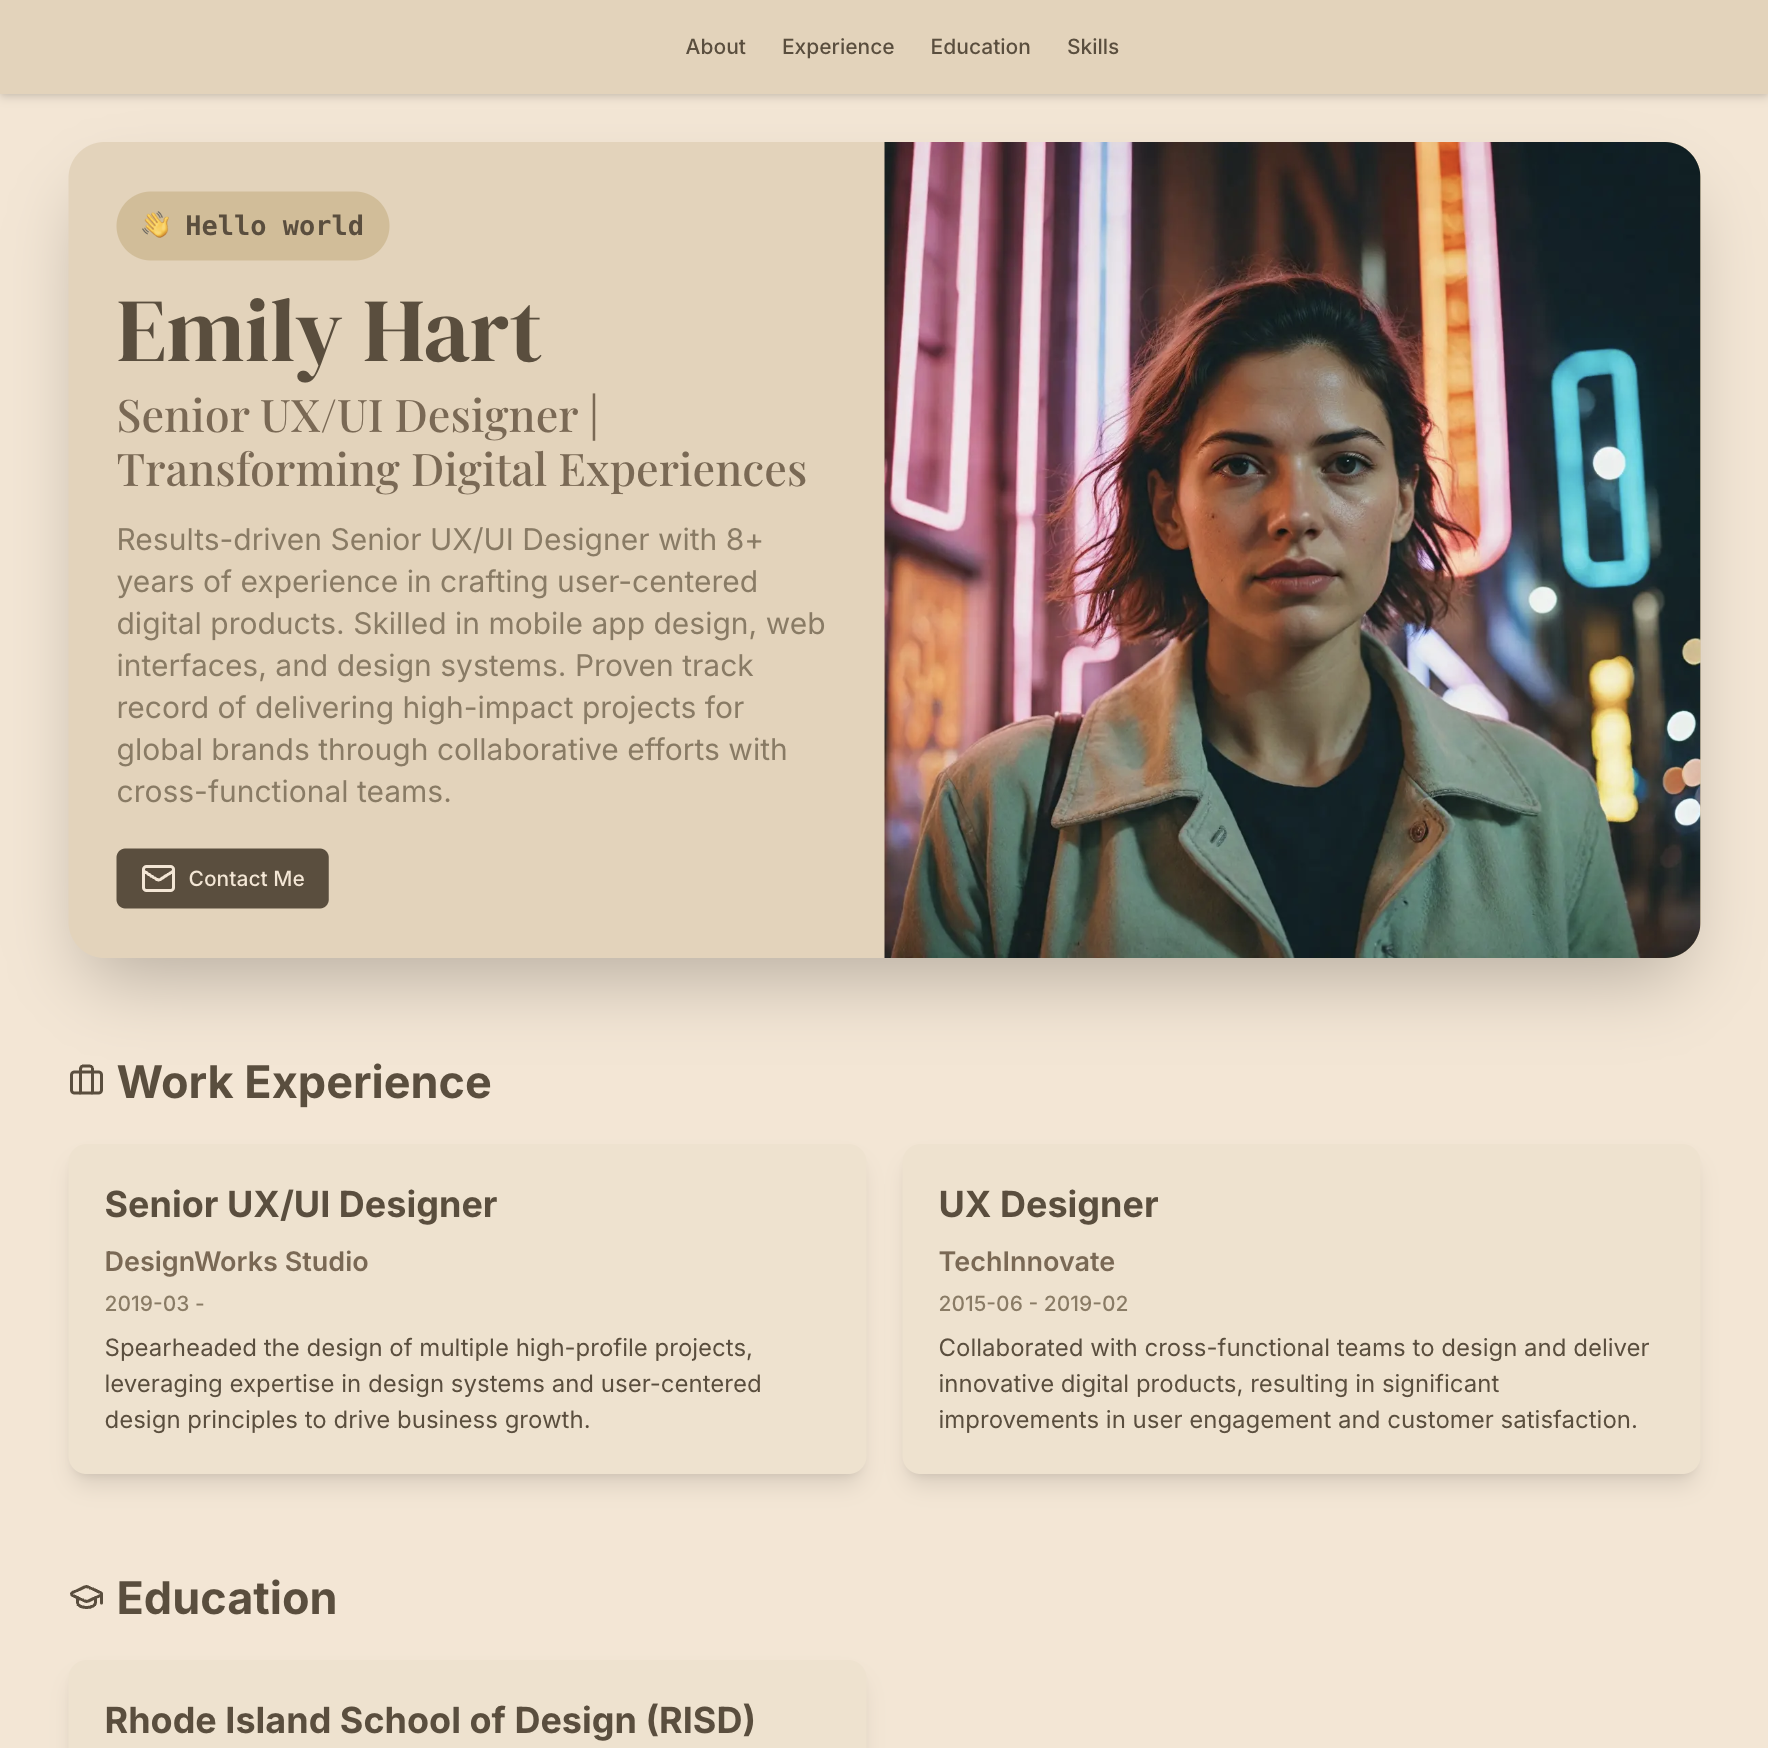 About Experience Education Skills
👋 Hello world
Emily Hart
Senior UX/UI Designer |
Transforming Digital Experiences
Results-driven Senior UX/UI Designer with 8+
years of experience in crafting user-centered
digital products. Skilled in mobile app design, web
interfaces, and design systems. Proven track
record of delivering high-impact projects for
global brands through collaborative efforts with
cross-functional teams.
Contact Me
Work Experience
Senior UX/UI Designer
DesignWorks Studio
2019-03 -
Spearheaded the design of multiple high-profile projects,
leveraging expertise in design systems and user-centered
design principles to drive business growth.
UX Designer
TechInnovate
2015-06 - 2019-02
Collaborated with cross-functional teams to design and deliver
innovative digital products, resulting in significant
improvements in user engagement and customer satisfaction.
Education
Rhode Island School of Design (RISD)